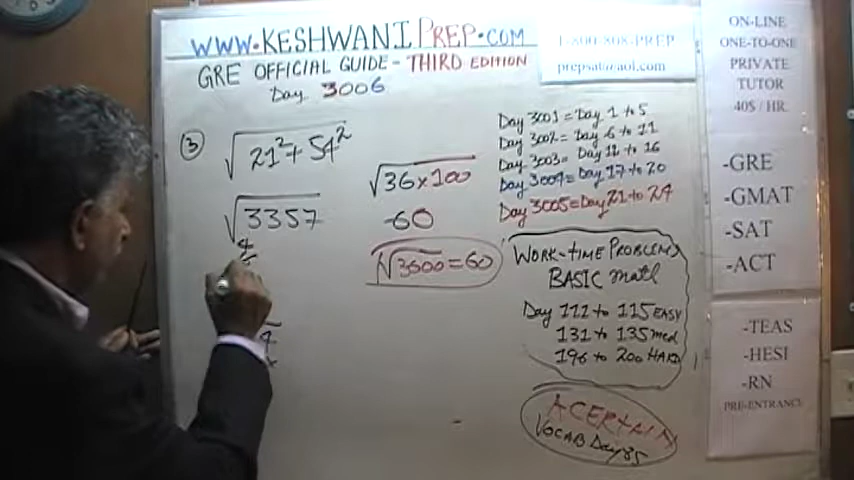 WWW.KESHWANIPREP.COM
GRE OFFICIAL GUIDE - THIRD EDITION
Day 3006
1-800-808-PREP
prepsat@aol.com
ON-LINE
ONE-TO-ONE
PRIVATE
TUTOR
40$ / HR.
-GRE
-GMAT
-SAT
-ACT
-TEAS
-HESI
-RN
PRE-ENTRANCE
3 √21²+54²
√3357
√36x100
-60
√3600=60
Day 3001=Day 1 to 5
Day 3002=Day 6 to 11
Day 3003=Day 12 to 16
Day 3004=Day 17 to 20
Day 3005=Day 21 to 24
WORK-TIME PROBLEMS
BASIC math
Day 111 to 115 EASY
131 to 135 med
196 to 200 HARD
ACERTAIN
VOCAB Day 85